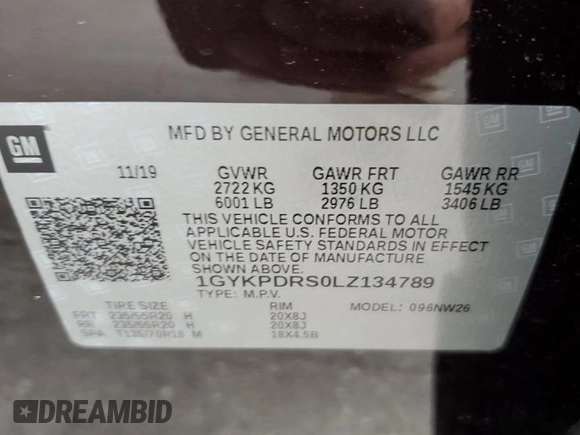 GM
MFD BY GENERAL MOTORS LLC
11/19 GVWR GAWR FRT GAWR RR
2722 KG 1350 KG 1545 KG
6001 LB 2976 LB 3406 LB
THIS VEHICLE CONFORMS TO ALL
APPLICABLE U.S. FEDERAL MOTOR
VEHICLE SAFETY STANDARDS IN EFFECT
ON THE DATE OF MANUFACTURE
SHOWN ABOVE.
1GYKPDRS0LZ134789
TYPE: M.P.V. MODEL: 096NW26
TIRE SIZE RIM
FRT 235/55R20 H 20X8J
RR 235/55R20 H 20X8J
SPA T135/70R18 M 18X4.5B
DREAMBID